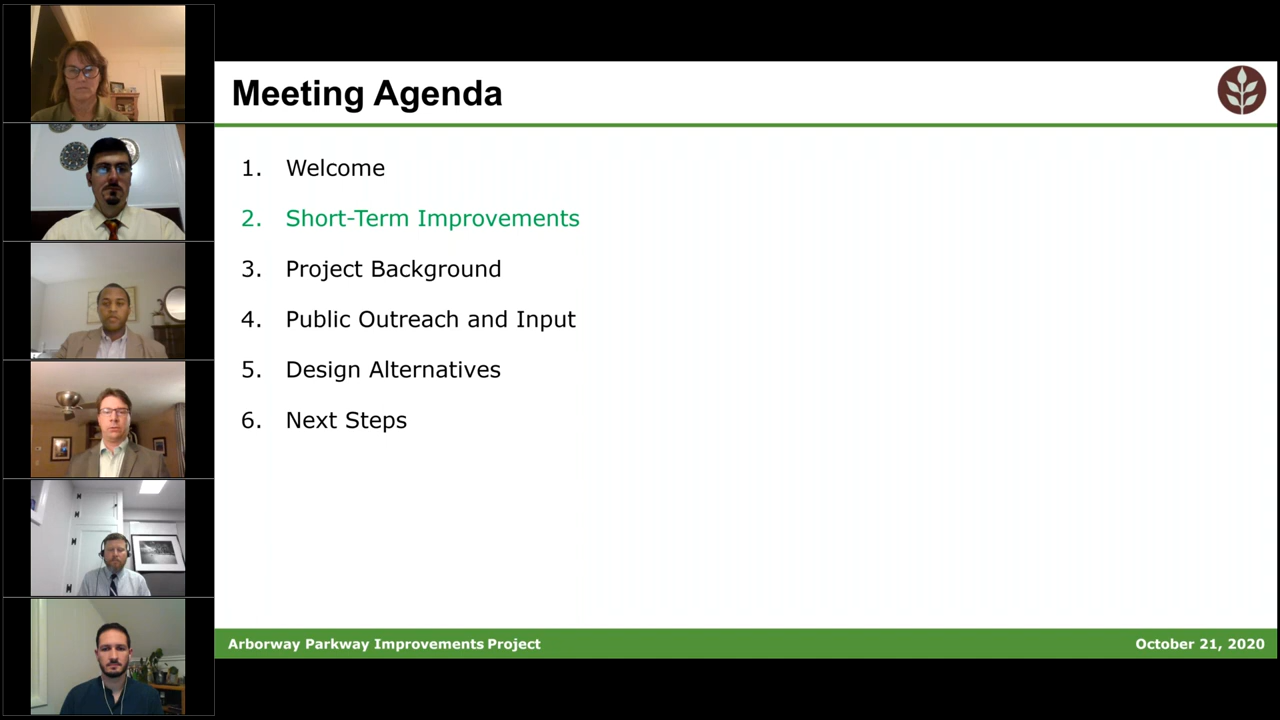 Meeting Agenda
1. Welcome
2. Short-Term Improvements
3. Project Background
4. Public Outreach and Input
5. Design Alternatives
6. Next Steps
Arborway Parkway Improvements Project
October 21, 2020